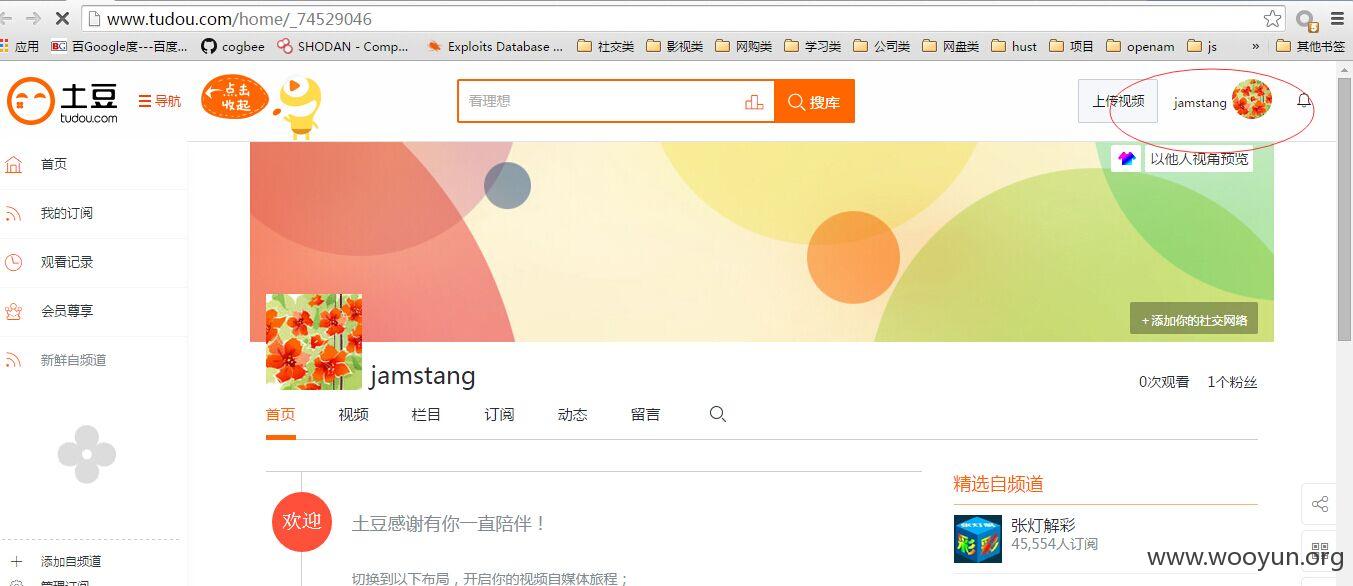 www.tudou.com/home/_74529046
应用 百Google度---百度... cogbee SHODAN - Comp... Exploits Database ... 社交类 影视类 网购类 学习类 公司类 网盘类 hust 项目 openam js » 其他书签
土豆 tudou.com 导航 点击收起 看理想 搜库 上传视频 jamstang
首页
我的订阅
观看记录
会员尊享
新鲜自频道
添加自频道
管理订阅
以他人视角预览
+添加你的社交网络
jamstang
0次观看 1个粉丝
首页 视频 栏目 订阅 动态 留言
欢迎 土豆感谢有你一直陪伴！
切换到以下布局，开启你的视频自媒体旅程；
精选自频道
张灯解彩
45,554人订阅
www.wooyun.org